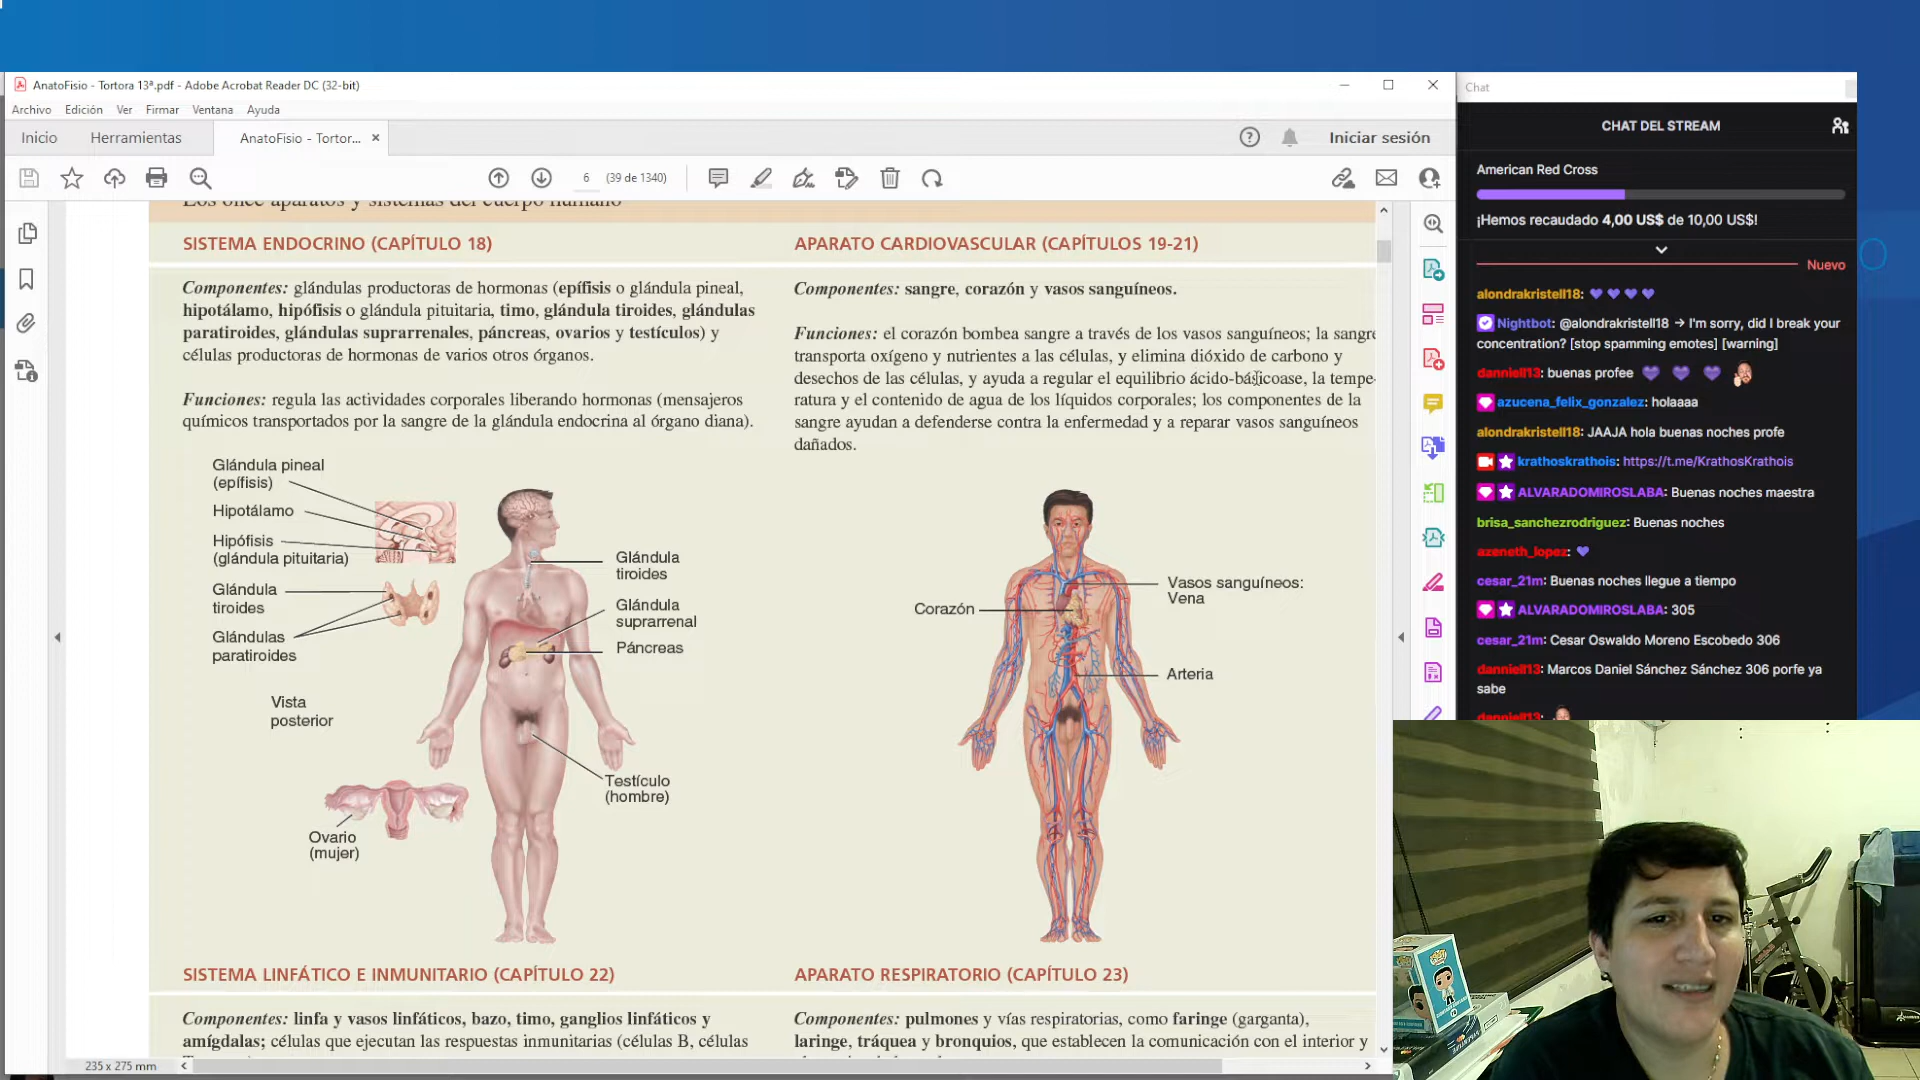 AnatoFisio - Tortora 13ª.pdf - Adobe Acrobat Reader DC (32-bit)
Archivo Edición Ver Firmar Ventana Ayuda
Inicio Herramientas AnatoFisio - Tortor... Iniciar sesión
6 (39 de 1340)
Los once aparatos y sistemas del cuerpo humano
SISTEMA ENDOCRINO (CAPÍTULO 18)
Componentes: glándulas productoras de hormonas (epífisis o glándula pineal,
hipotálamo, hipófisis o glándula pituitaria, timo, glándula tiroides, glándulas
paratiroides, glándulas suprarrenales, páncreas, ovarios y testículos) y
células productoras de hormonas de varios otros órganos.
Funciones: regula las actividades corporales liberando hormonas (mensajeros
químicos transportados por la sangre de la glándula endocrina al órgano diana).
Glándula pineal
(epífisis)
Hipotálamo
Hipófisis
(glándula pituitaria)
Glándula
tiroides
Glándulas
paratiroides
Vista
posterior
Ovario
(mujer)
Glándula
tiroides
Glándula
suprarrenal
Páncreas
Testículo
(hombre)
APARATO CARDIOVASCULAR (CAPÍTULOS 19-21)
Componentes: sangre, corazón y vasos sanguíneos.
Funciones: el corazón bombea sangre a través de los vasos sanguíneos; la sangre
transporta oxígeno y nutrientes a las células, y elimina dióxido de carbono y
desechos de las células, y ayuda a regular el equilibrio ácido-básicoase, la tempe-
ratura y el contenido de agua de los líquidos corporales; los componentes de la
sangre ayudan a defenderse contra la enfermedad y a reparar vasos sanguíneos
dañados.
Corazón
Vasos sanguíneos:
Vena
Arteria
SISTEMA LINFÁTICO E INMUNITARIO (CAPÍTULO 22)
Componentes: linfa y vasos linfáticos, bazo, timo, ganglios linfáticos y
amígdalas; células que ejecutan las respuestas inmunitarias (células B, células
APARATO RESPIRATORIO (CAPÍTULO 23)
Componentes: pulmones y vías respiratorias, como faringe (garganta),
laringe, tráquea y bronquios, que establecen la comunicación con el interior y
235 x 275 mm
Chat
CHAT DEL STREAM
American Red Cross
¡Hemos recaudado 4,00 US$ de 10,00 US$!
Nuevo
alondrakristell18:
Nightbot: @alondrakristell18 → I'm sorry, did I break your
concentration? [stop spamming emotes] [warning]
danniell13: buenas profee
azucena_felix_gonzalez: holaaaa
alondrakristell18: JAAJA hola buenas noches profe
krathoskrathois: https://t.me/KrathosKrathois
ALVARADOMIROSLABA: Buenas noches maestra
brisa_sanchezrodriguez: Buenas noches
azeneth_lopez:
cesar_21m: Buenas noches llegue a tiempo
ALVARADOMIROSLABA: 305
cesar_21m: Cesar Oswaldo Moreno Escobedo 306
danniell13: Marcos Daniel Sánchez Sánchez 306 porfe ya
sabe
danniell13: